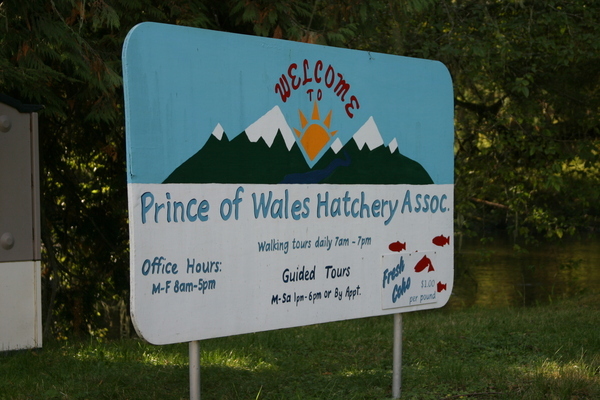 WELCOME
TO
Prince of Wales Hatchery Assoc.
Walking tours daily 7am - 7pm
Office Hours:
M-F 8am-5pm
Guided Tours
M-Sa 1pm-6pm or By Appt.
Fresh
Coho
$1.00
per pound